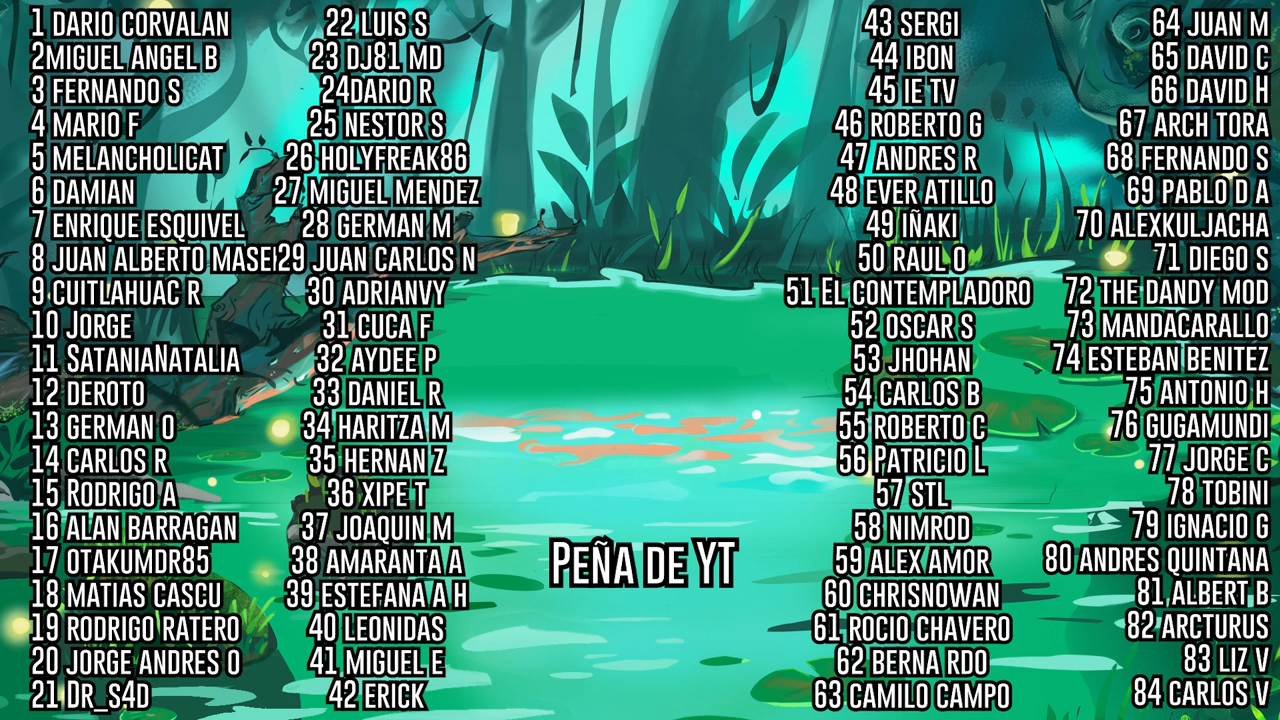 1 DARIO CORVALAN
2MIGUEL ANGEL B
3 FERNANDO S
4 MARIO F
5 MELANCHOLICAT
6 DAMIAN
7 ENRIQUE ESQUIVEL
8 JUAN ALBERTO
9 CUITLAHUAC R
10 JORGE
11 SATANIANATALIA
12 DEROTO
13 GERMAN O
14 CARLOS R
15 RODRIGO A
16 ALAN BARRAGAN
17 OTAKUMDR85
18 MATIAS CASCU
19 RODRIGO RATERO
20 JORGE ANDRES O
21 DR_S4D
22 LUIS S
23 DJ81 MD
24DARIO R
25 NESTOR S
26 HOLYFREAK86
27 MIGUEL MENDEZ
28 GERMAN M
29 JUAN CARLOS N
30 ADRIANVY
31 CUCA F
32 AYDEE P
33 DANIEL R
34 HARITZA M
35 HERNAN Z
36 XIPE T
37 JOAQUIN M
38 AMARANTA A
39 ESTEFANA A H
40 LEONIDAS
41 MIGUEL E
42 ERICK
PEÑA DE YT
43 SERGI
44 IBON
45 IE TV
46 ROBERTO G
47 ANDRES R
48 EVER ATILLO
49 IÑAKI
50 RAUL O
51 EL CONTEMPLADORO
52 OSCAR S
53 JHOHAN
54 CARLOS B
55 ROBERTO C
56 PATRICIO L
57 STL
58 NIMROD
59 ALEX AMOR
60 CHRISNOWAN
61 ROCIO CHAVERO
62 BERNA RDO
63 CAMILO CAMPO
64 JUAN M
65 DAVID C
66 DAVID H
67 ARCH TORA
68 FERNANDO S
69 PABLO D A
70 ALEXKULJACHA
71 DIEGO S
72 THE DANDY MOD
73 MANDACARALLO
74 ESTEBAN BENITEZ
75 ANTONIO H
76 GUGAMUNDI
77 JORGE C
78 TOBINI
79 IGNACIO G
80 ANDRES QUINTANA
81 ALBERT B
82 ARCTURUS
83 LIZ V
84 CARLOS V